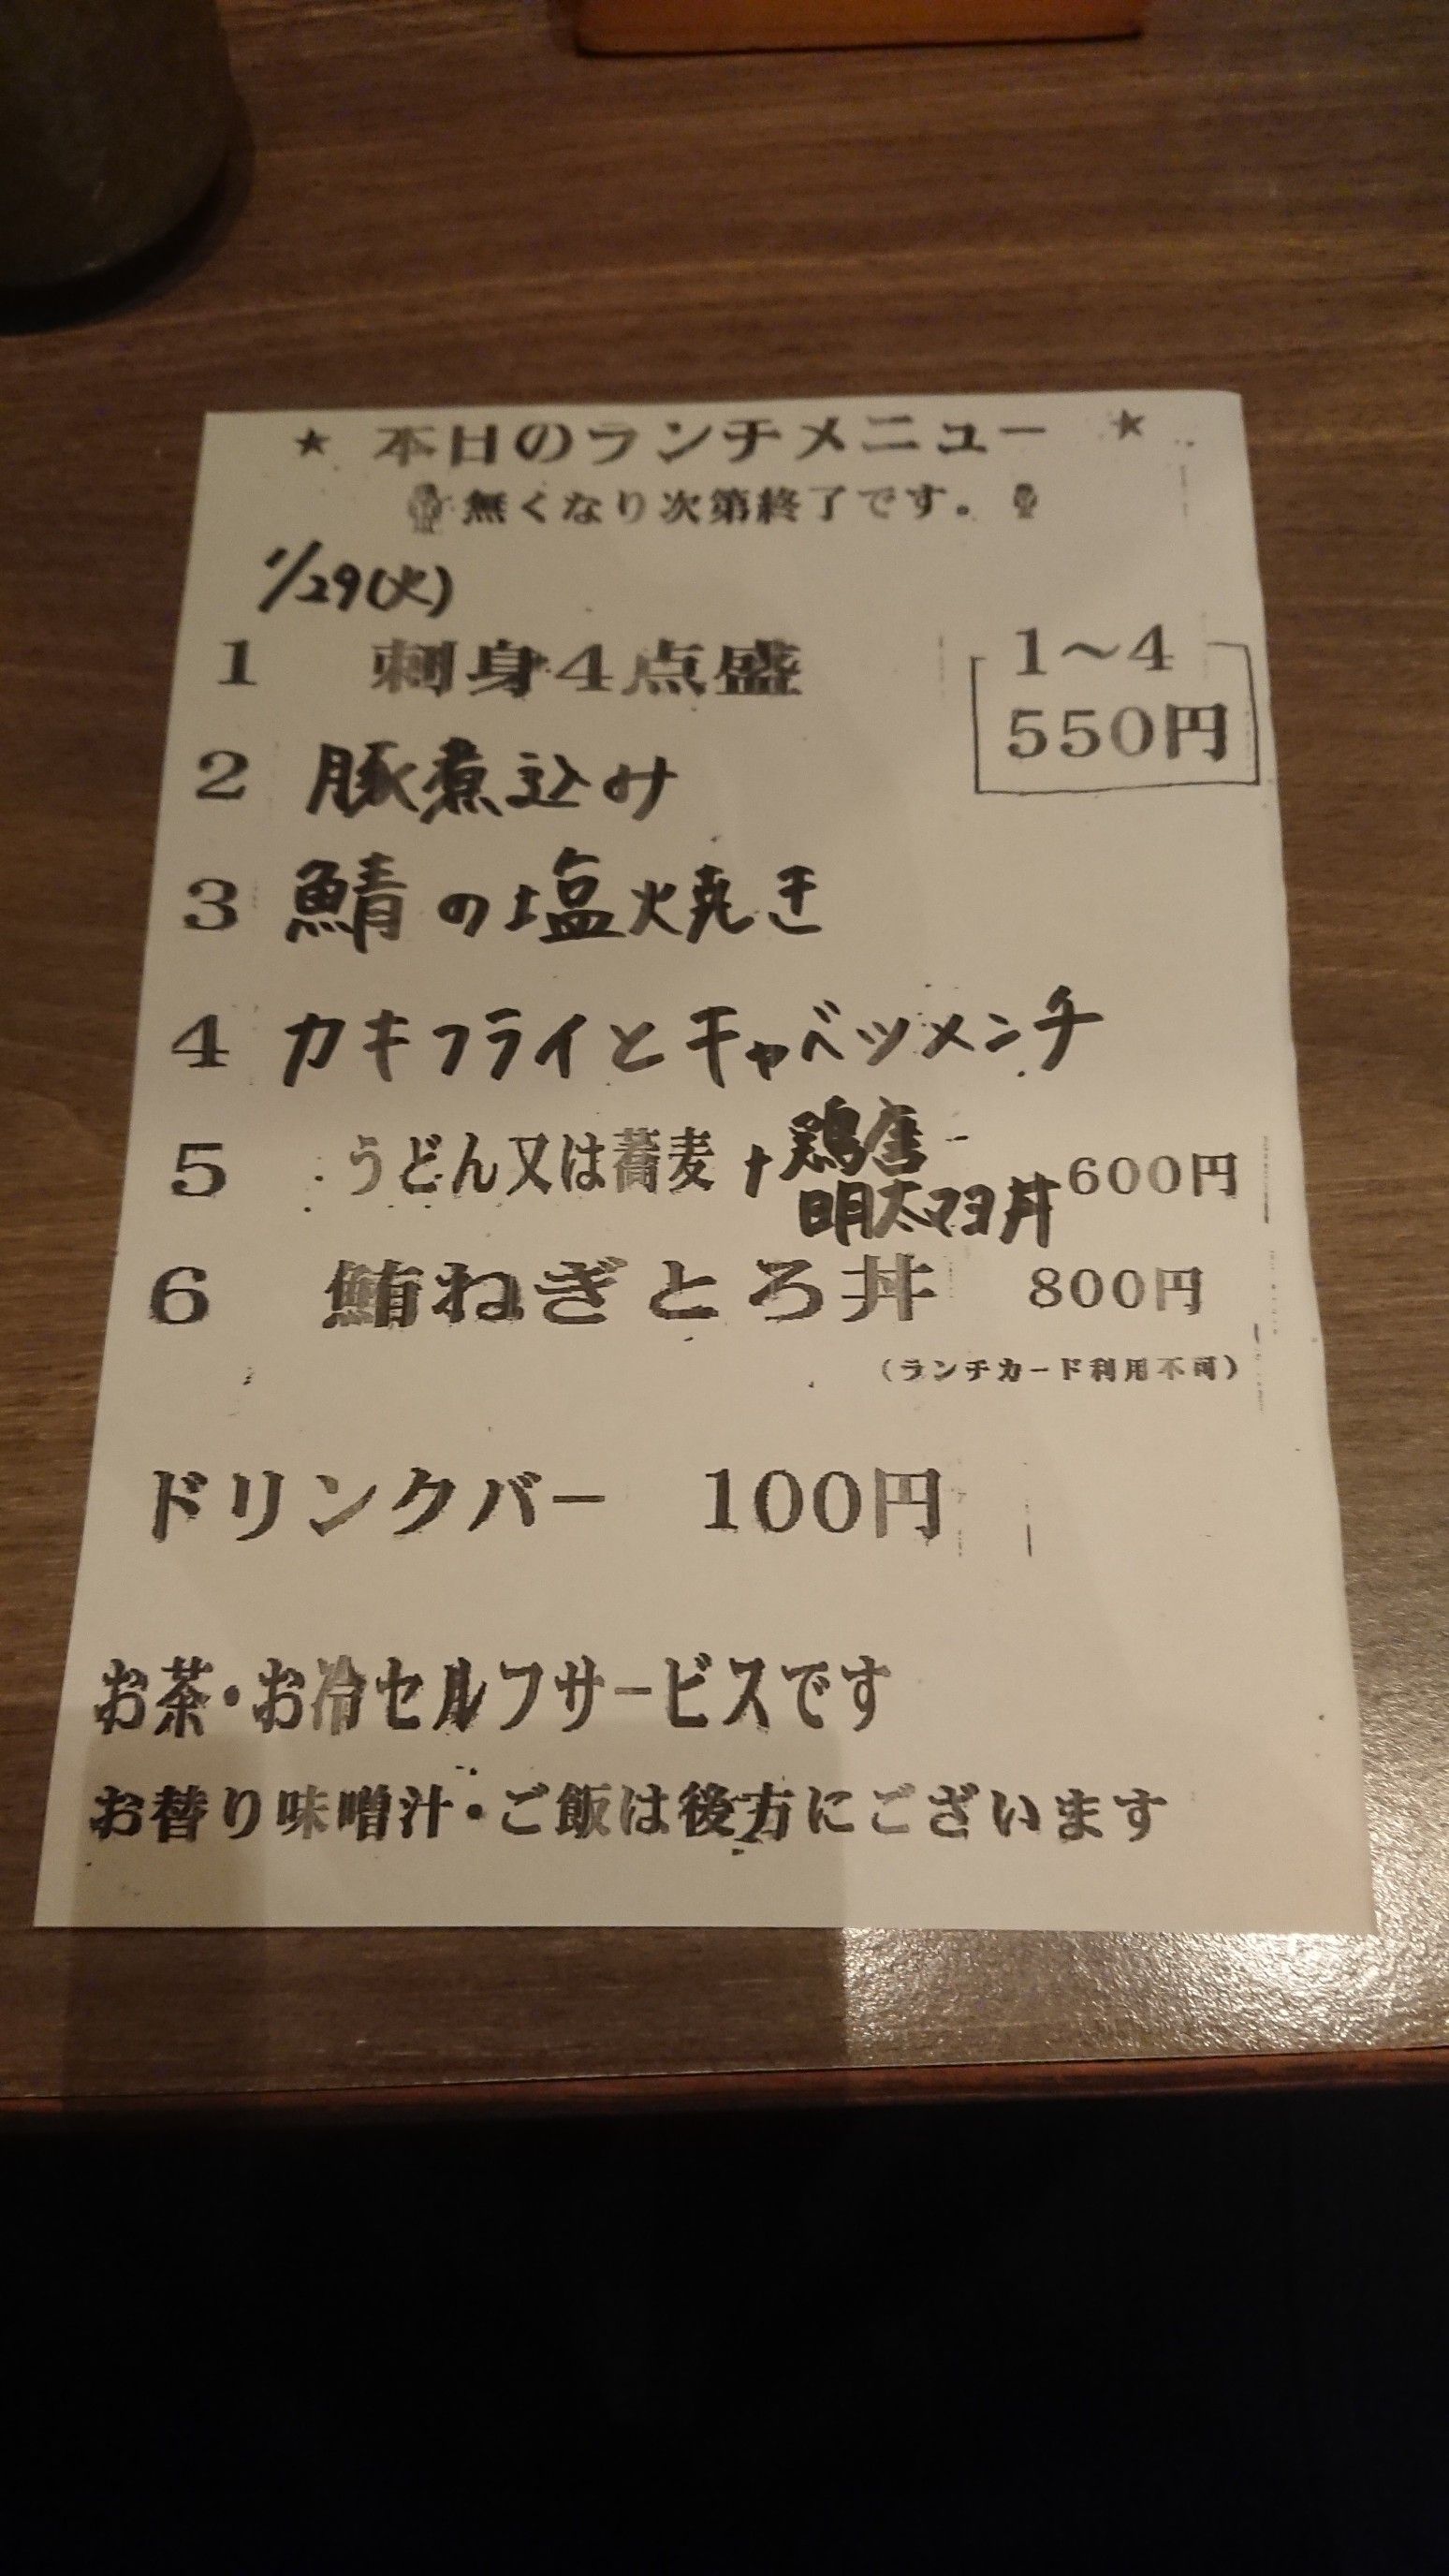 ★ 本日のランチメニュー ★
無くなり次第終了です。
1/29(火)
1 刺身4点盛
1～4
550円
2 豚煮込み
3 鯖の塩焼き
4 カキフライとキャベツメンチ
5 うどん又は蕎麦+鶏唐明太マヨ丼 600円
6 鮪ねぎとろ丼 800円
(ランチカード利用不可)
ドリンクバー 100円
お茶・お冷セルフサービスです
お替り味噌汁・ご飯は後方にございます